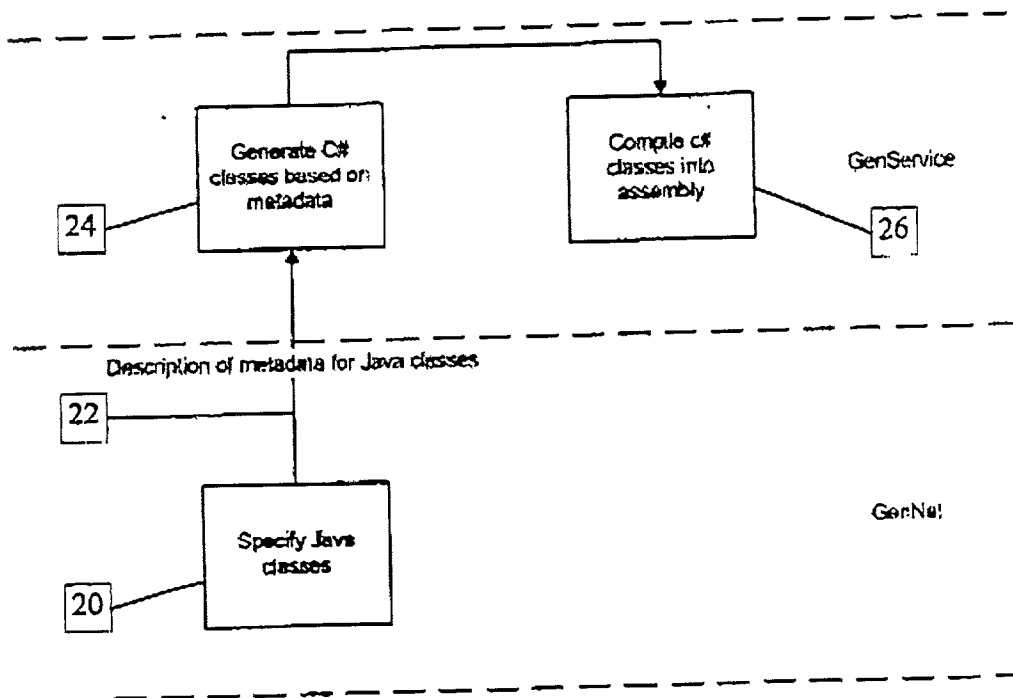 Generate C#
classes based on
metadata
Compile c#
classes into
assembly
GenService
24
26
Description of metadata for Java classes
22
Specify Java
classes
GenNet
20